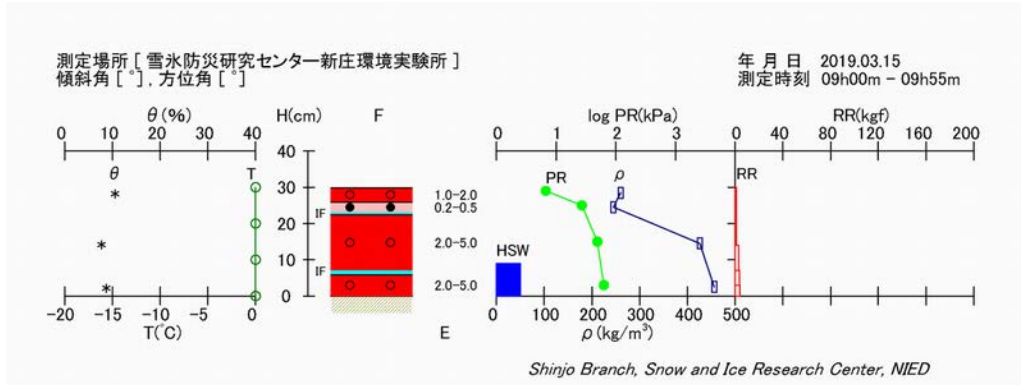 測定場所 [ 雪氷防災研究センター新庄環境実験所 ]
傾斜角 [ °] , 方位角 [ °]
年 月 日 2019.03.15
測定時刻 09h00m - 09h55m
θ (%) H(cm) F log PR(kPa) RR(kgf)
0 10 20 30 40 0 1 2 3 0 40 80 120 160 200
40
θ T PR ρ RR
30 1.0-2.0
IF 0.2-0.5
20
2.0-5.0
HSW
10
IF
2.0-5.0
0
-20 -15 -10 -5 0 0 100 200 300 400 500
T(°C) E ρ (kg/m³)
Shinjo Branch, Snow and Ice Research Center, NIED